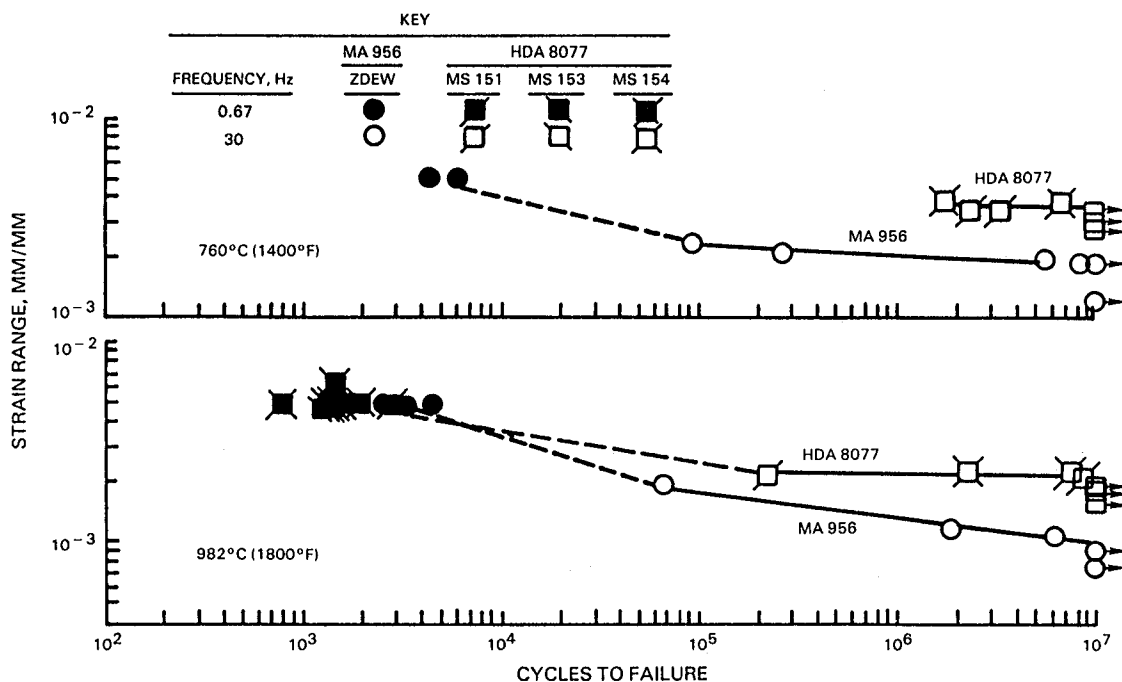 KEY
MA 956 HDA 8077
FREQUENCY, Hz ZDEW MS 151 MS 153 MS 154
0.67
30
10⁻²
HDA 8077
MA 956
760°C (1400°F)
10⁻³
STRAIN RANGE, MM/MM
10⁻²
HDA 8077
MA 956
10⁻³
982°C (1800°F)
10² 10³ 10⁴ 10⁵ 10⁶ 10⁷
CYCLES TO FAILURE